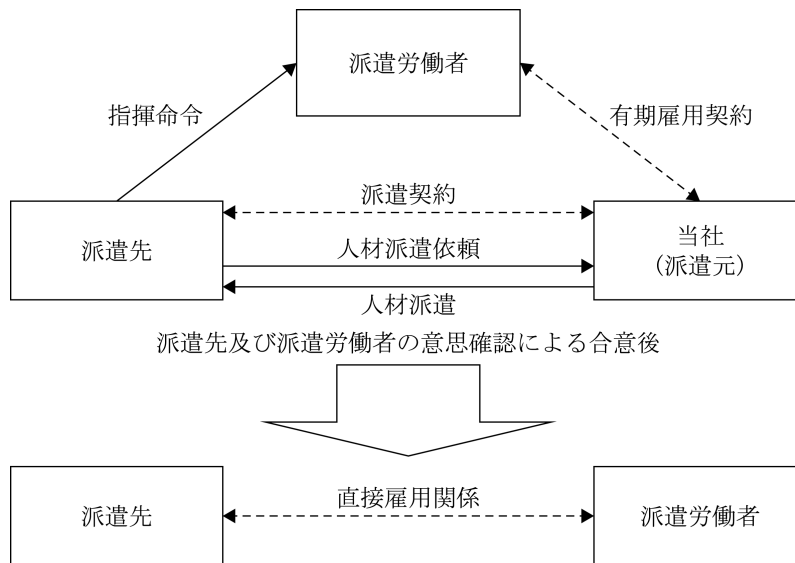 派遣労働者
指揮命令
有期雇用契約
派遣契約
派遣先
人材派遣依頼
当社
（派遣元）
人材派遣
派遣先及び派遣労働者の意思確認による合意後
派遣先
直接雇用関係
派遣労働者